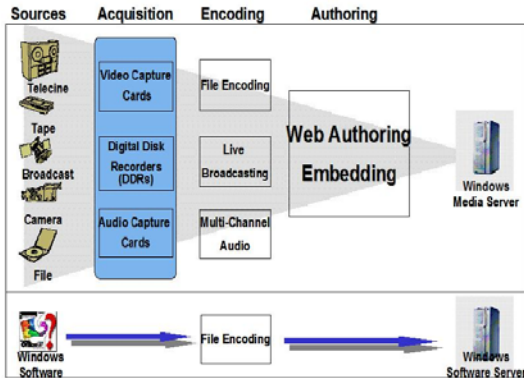 Sources Acquisition Encoding Authoring
Telecine
Tape
Broadcast
Camera
File
Video Capture
Cards
Digital Disk
Recorders
(DDRs)
Audio Capture
Cards
File Encoding
Live
Broadcasting
Multi-Channel
Audio
Web Authoring
Embedding
Windows
Media Server
Windows
Software
File Encoding
Windows
Software Server